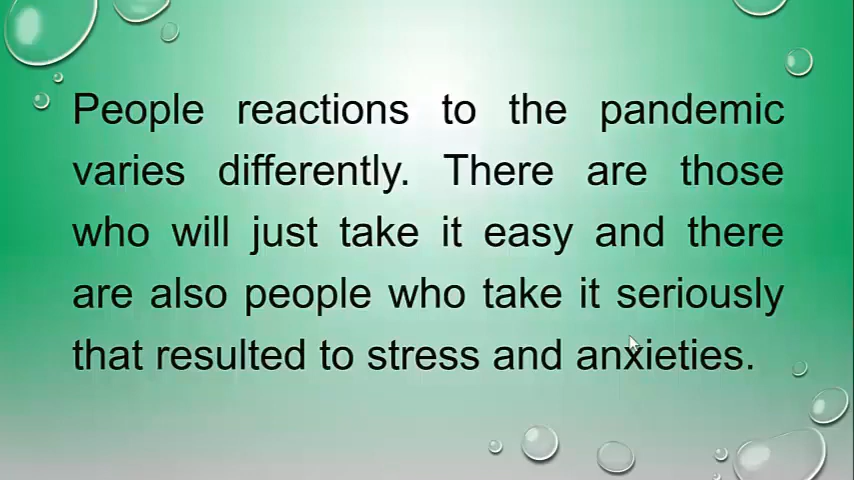 People reactions to the pandemic
varies differently. There are those
who will just take it easy and there
are also people who take it seriously
that resulted to stress and anxieties.